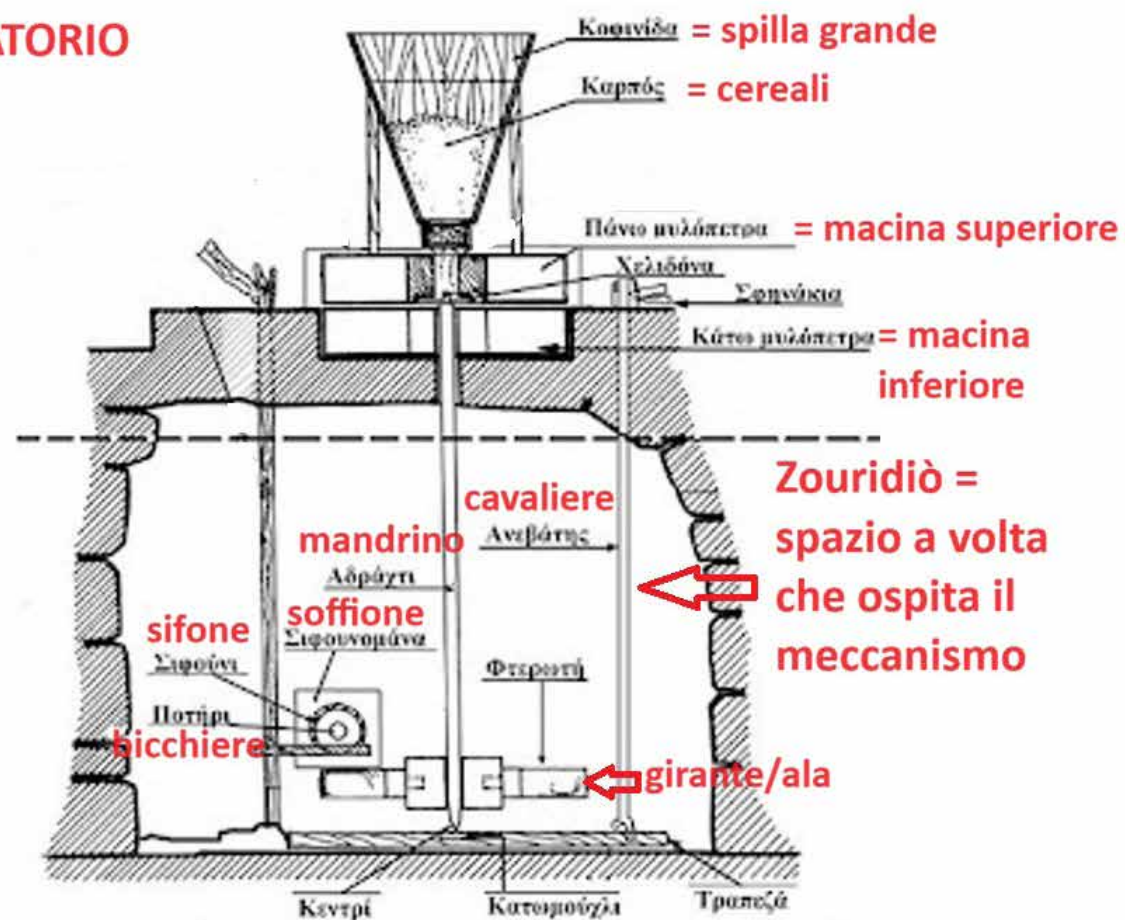 ATORIO
Κοφινίδα = spilla grande
Καρπός = cereali
Πάνω μυλόπετρα = macina superiore
Χελιδόνα
Σφηνάκια
Κάτω μυλόπετρα = macina
inferiore
Zouridiò =
spazio a volta
che ospita il
meccanismo
cavaliere
Ανεβάτης
mandrino
Αδράχτι
soffione
Σιφουνομάνα
sifone
Σιφούνι
Φτερωτή
Ποτήρι
bicchiere
girante/ala
Κεντρί
Κατωμούχλι
Τραπεζά